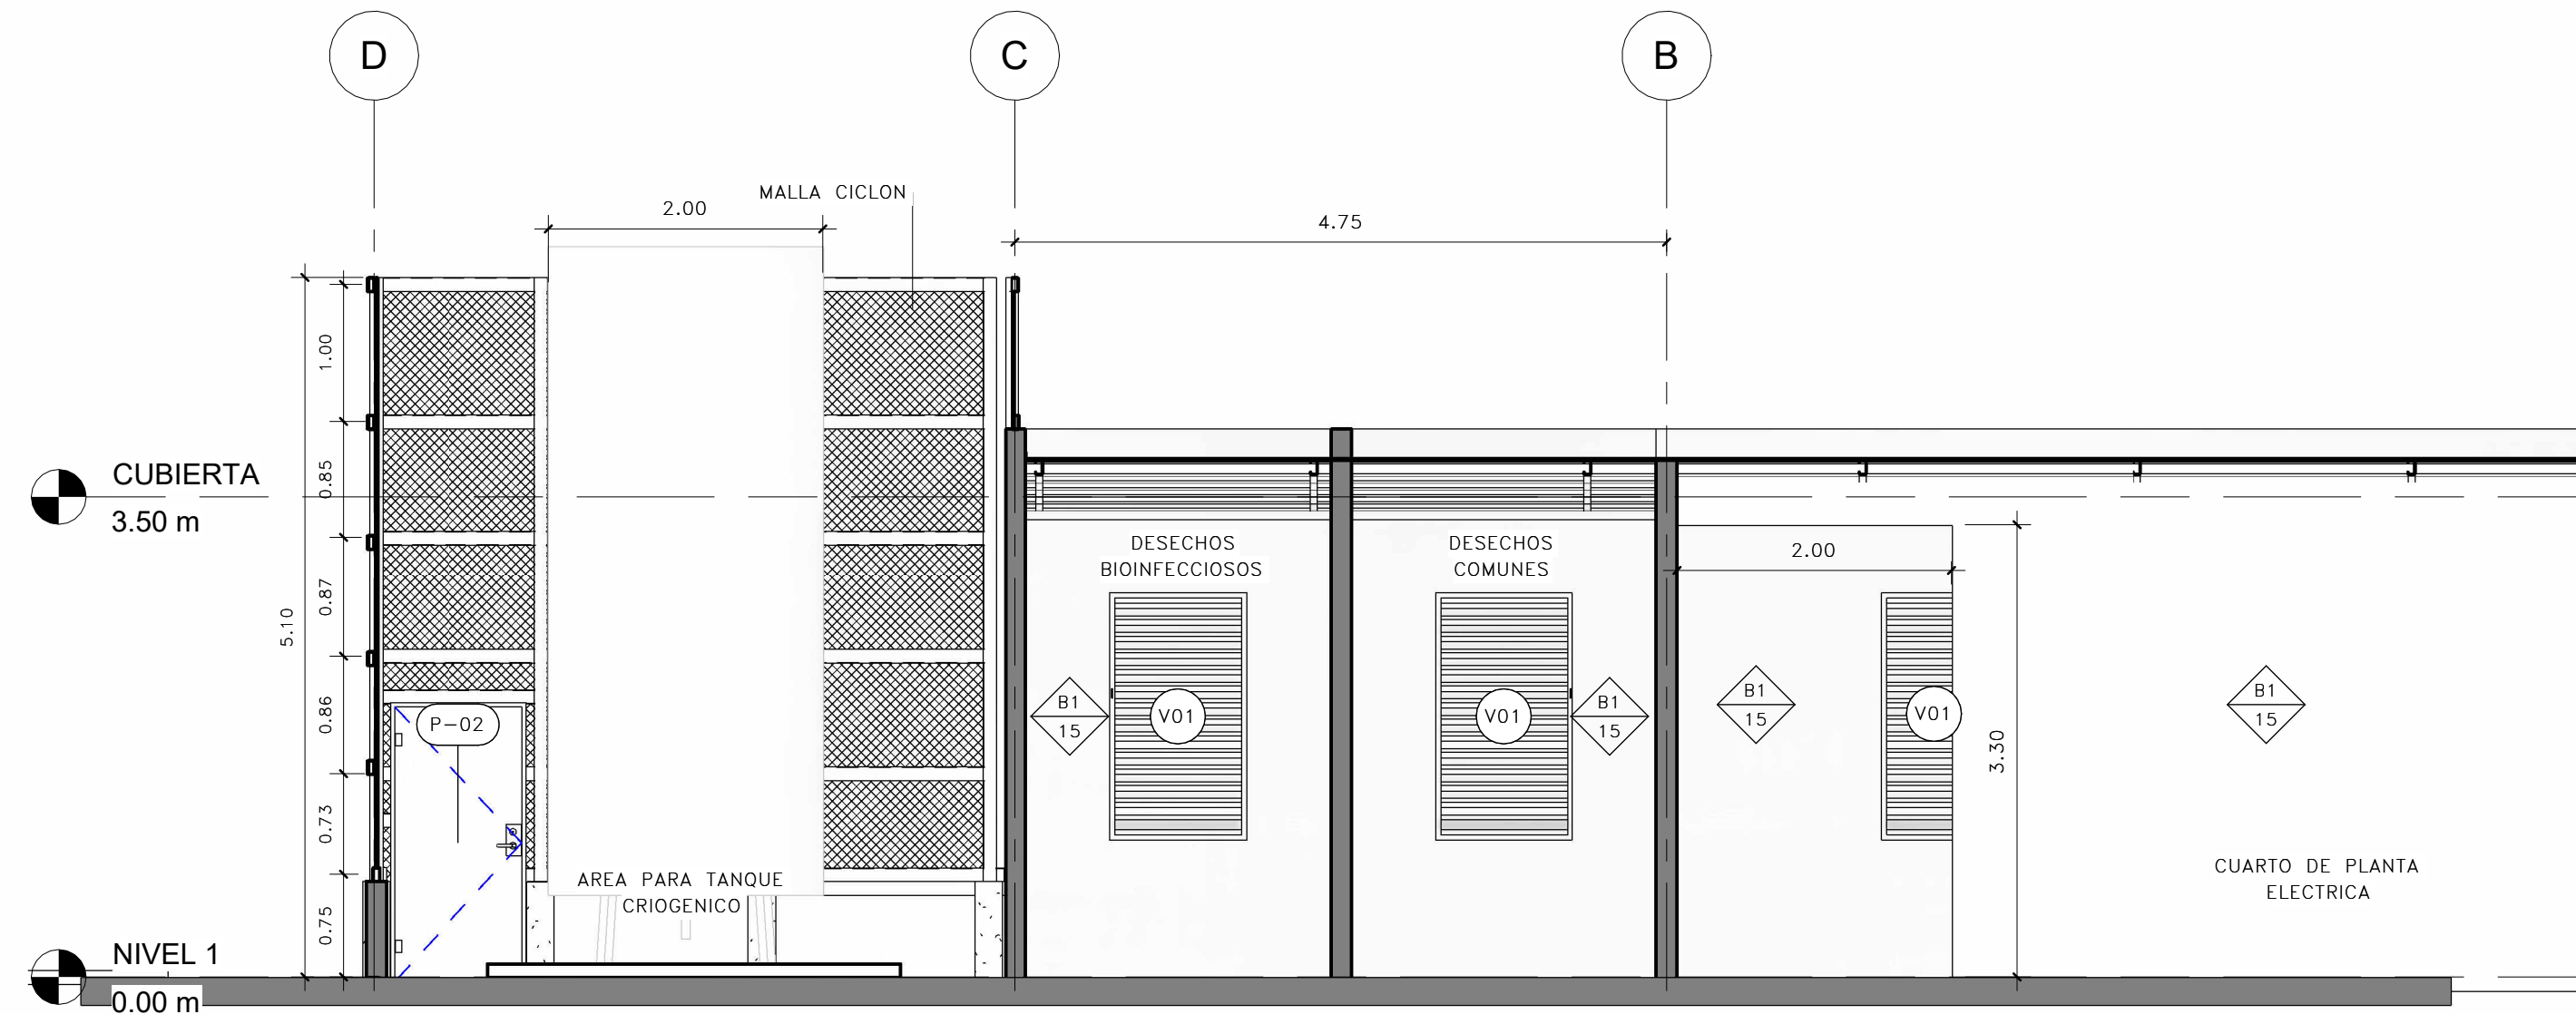 D
C
B
MALLA CICLON
2.00
4.75
1.00
0.85
0.87
0.86
0.73
0.75
5.10
CUBIERTA
3.50 m
NIVEL 1
0.00 m
P-02
AREA PARA TANQUE
CRIOGENICO
DESECHOS
BIOINFECCIOSOS
DESECHOS
COMUNES
2.00
B1
15
V01
V01
B1
15
B1
15
V01
3.30
B1
15
CUARTO DE PLANTA
ELECTRICA